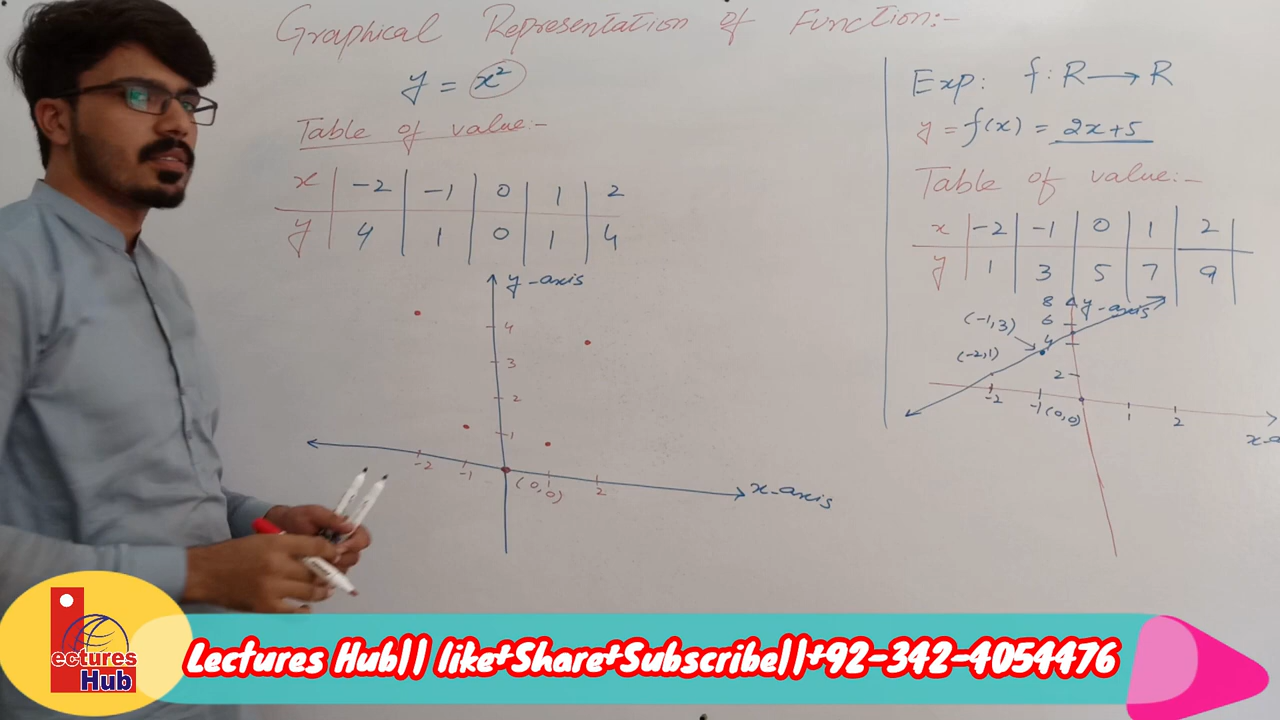 Graphical Representation of Function:-
y = x²
Table of value:-
x | -2 | -1 | 0 | 1 | 2
y | 4 | 1 | 0 | 1 | 4
y-axis
4
3
2
1
-2 -1 (0,0) 2
x-axis
Exp: f: R → R
y = f(x) = 2x+5
Table of value:-
x | -2 | -1 | 0 | 1 | 2
y | 1 | 3 | 5 | 7 | 9
8 y-axis
(-1,3) 6
4
(-2,1)
2
-2 -1 (0,0) 1 2
x-a
Lectures Hub
Lectures Hub|| like+Share+Subscribe||+92-342-4054476